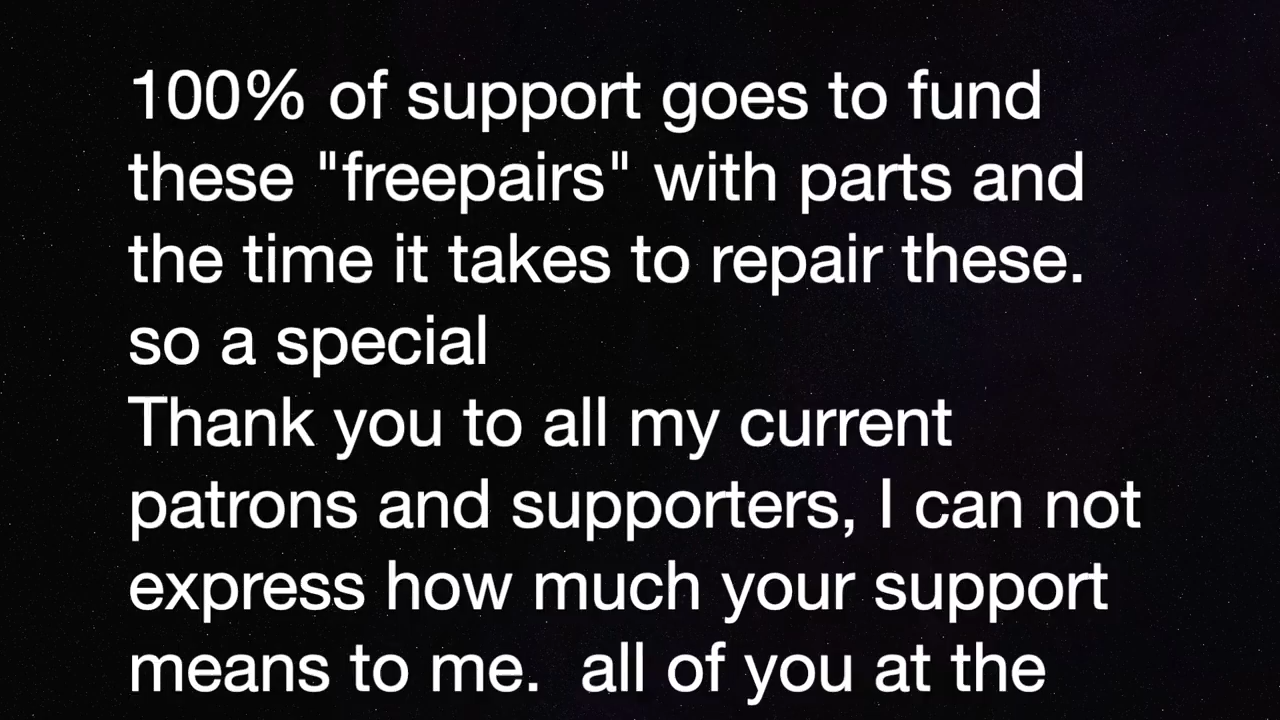 100% of support goes to fund
these "freepairs" with parts and
the time it takes to repair these.
so a special
Thank you to all my current
patrons and supporters, I can not
express how much your support
means to me.  all of you at the